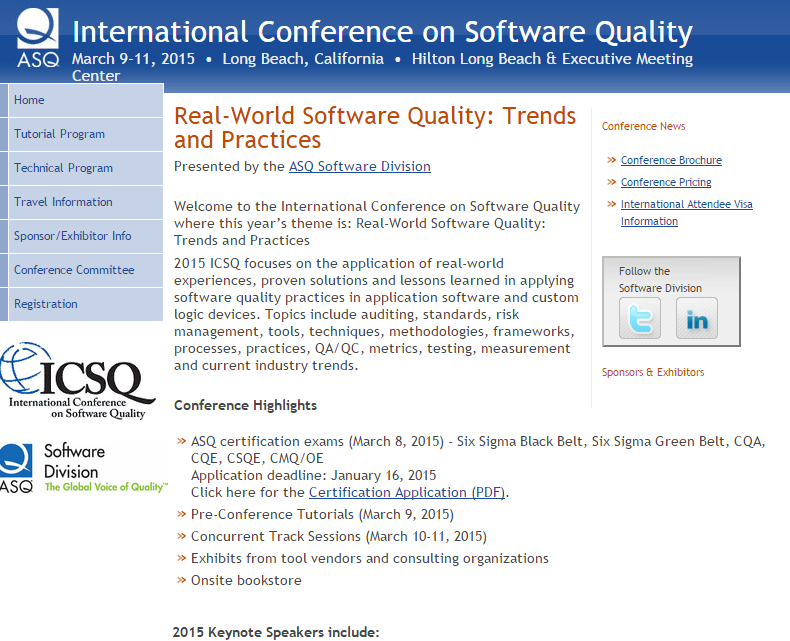 ASQ
International Conference on Software Quality
March 9-11, 2015 • Long Beach, California • Hilton Long Beach & Executive Meeting
Center
Home
Tutorial Program
Technical Program
Travel Information
Sponsor/Exhibitor Info
Conference Committee
Registration
ICSQ
International Conference
on Software Quality
ASQ
Software
Division
The Global Voice of Quality™
Real-World Software Quality: Trends
and Practices
Presented by the ASQ Software Division
Welcome to the International Conference on Software Quality
where this year's theme is: Real-World Software Quality:
Trends and Practices
2015 ICSQ focuses on the application of real-world
experiences, proven solutions and lessons learned in applying
software quality practices in application software and custom
logic devices. Topics include auditing, standards, risk
management, tools, techniques, methodologies, frameworks,
processes, practices, QA/QC, metrics, testing, measurement
and current industry trends.
Conference Highlights
» ASQ certification exams (March 8, 2015) - Six Sigma Black Belt, Six Sigma Green Belt, CQA,
CQE, CSQE, CMQ/OE
Application deadline: January 16, 2015
Click here for the Certification Application (PDF).
» Pre-Conference Tutorials (March 9, 2015)
» Concurrent Track Sessions (March 10-11, 2015)
» Exhibits from tool vendors and consulting organizations
» Onsite bookstore
2015 Keynote Speakers include:
Conference News
» Conference Brochure
» Conference Pricing
» International Attendee Visa
Information
Follow the
Software Division
t
in
Sponsors & Exhibitors